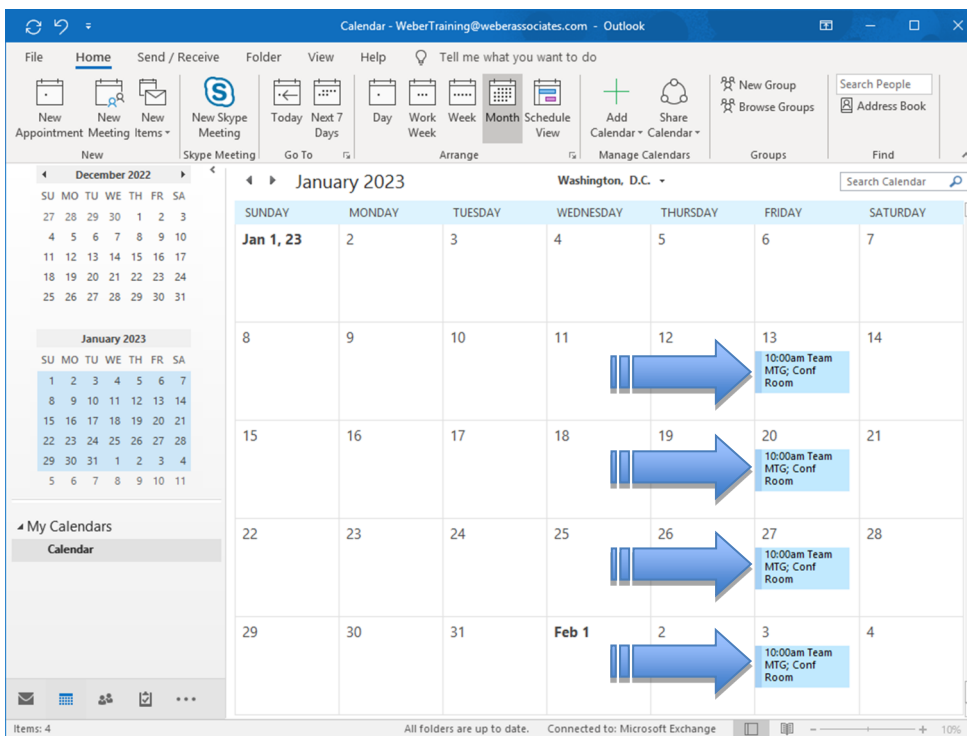 Calendar - WeberTraining@weberassociates.com - Outlook
File Home Send / Receive Folder View Help Tell me what you want to do
New Appointment
New Meeting
New Items
New Skype Meeting
Today
Next 7 Days
Day
Work Week
Week
Month
Schedule View
Add Calendar
Share Calendar
New Group
Browse Groups
Search People
Address Book
New Skype Meeting Go To Arrange Manage Calendars Groups Find
December 2022
SU MO TU WE TH FR SA
27 28 29 30 1 2 3
4 5 6 7 8 9 10
11 12 13 14 15 16 17
18 19 20 21 22 23 24
25 26 27 28 29 30 31
January 2023
SU MO TU WE TH FR SA
1 2 3 4 5 6 7
8 9 10 11 12 13 14
15 16 17 18 19 20 21
22 23 24 25 26 27 28
29 30 31 1 2 3 4
5 6 7 8 9 10 11
My Calendars
Calendar
January 2023 Washington, D.C. Search Calendar
SUNDAY MONDAY TUESDAY WEDNESDAY THURSDAY FRIDAY SATURDAY
Jan 1, 23 2 3 4 5 6 7
8 9 10 11 12 13 14
10:00am Team
MTG; Conf
Room
15 16 17 18 19 20 21
10:00am Team
MTG; Conf
Room
22 23 24 25 26 27 28
10:00am Team
MTG; Conf
Room
29 30 31 Feb 1 2 3 4
10:00am Team
MTG; Conf
Room
Items: 4 All folders are up to date. Connected to: Microsoft Exchange 10%